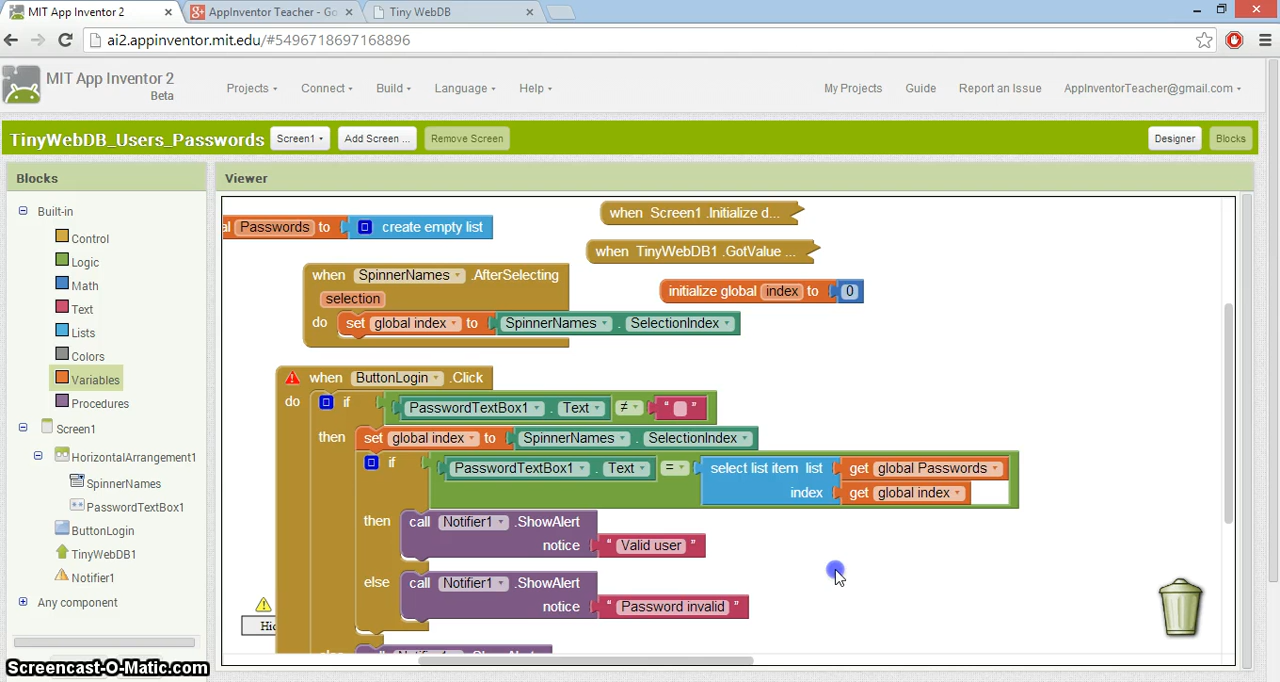 MIT App Inventor 2
AppInventor Teacher - Go
Tiny WebDB
ai2.appinventor.mit.edu/#5496718697168896
MIT App Inventor 2
Beta
Projects
Connect
Build
Language
Help
My Projects
Guide
Report an Issue
AppInventorTeacher@gmail.com
TinyWebDB_Users_Passwords
Screen1
Add Screen ...
Remove Screen
Designer
Blocks
Blocks
Viewer
Built-in
Control
Logic
Math
Text
Lists
Colors
Variables
Procedures
Screen1
HorizontalArrangement1
SpinnerNames
PasswordTextBox1
ButtonLogin
TinyWebDB1
Notifier1
Any component
al Passwords to create empty list
when Screen1 .Initialize d...
when TinyWebDB1 .GotValue ...
initialize global index to 0
when SpinnerNames .AfterSelecting
selection
do set global index to SpinnerNames . SelectionIndex
when ButtonLogin .Click
do if PasswordTextBox1 . Text ≠ “ ”
then set global index to SpinnerNames . SelectionIndex
if PasswordTextBox1 . Text = select list item list get global Passwords
index get global index
then call Notifier1 .ShowAlert
notice “ Valid user ”
else call Notifier1 .ShowAlert
notice “ Password invalid ”
Screencast-O-Matic.com